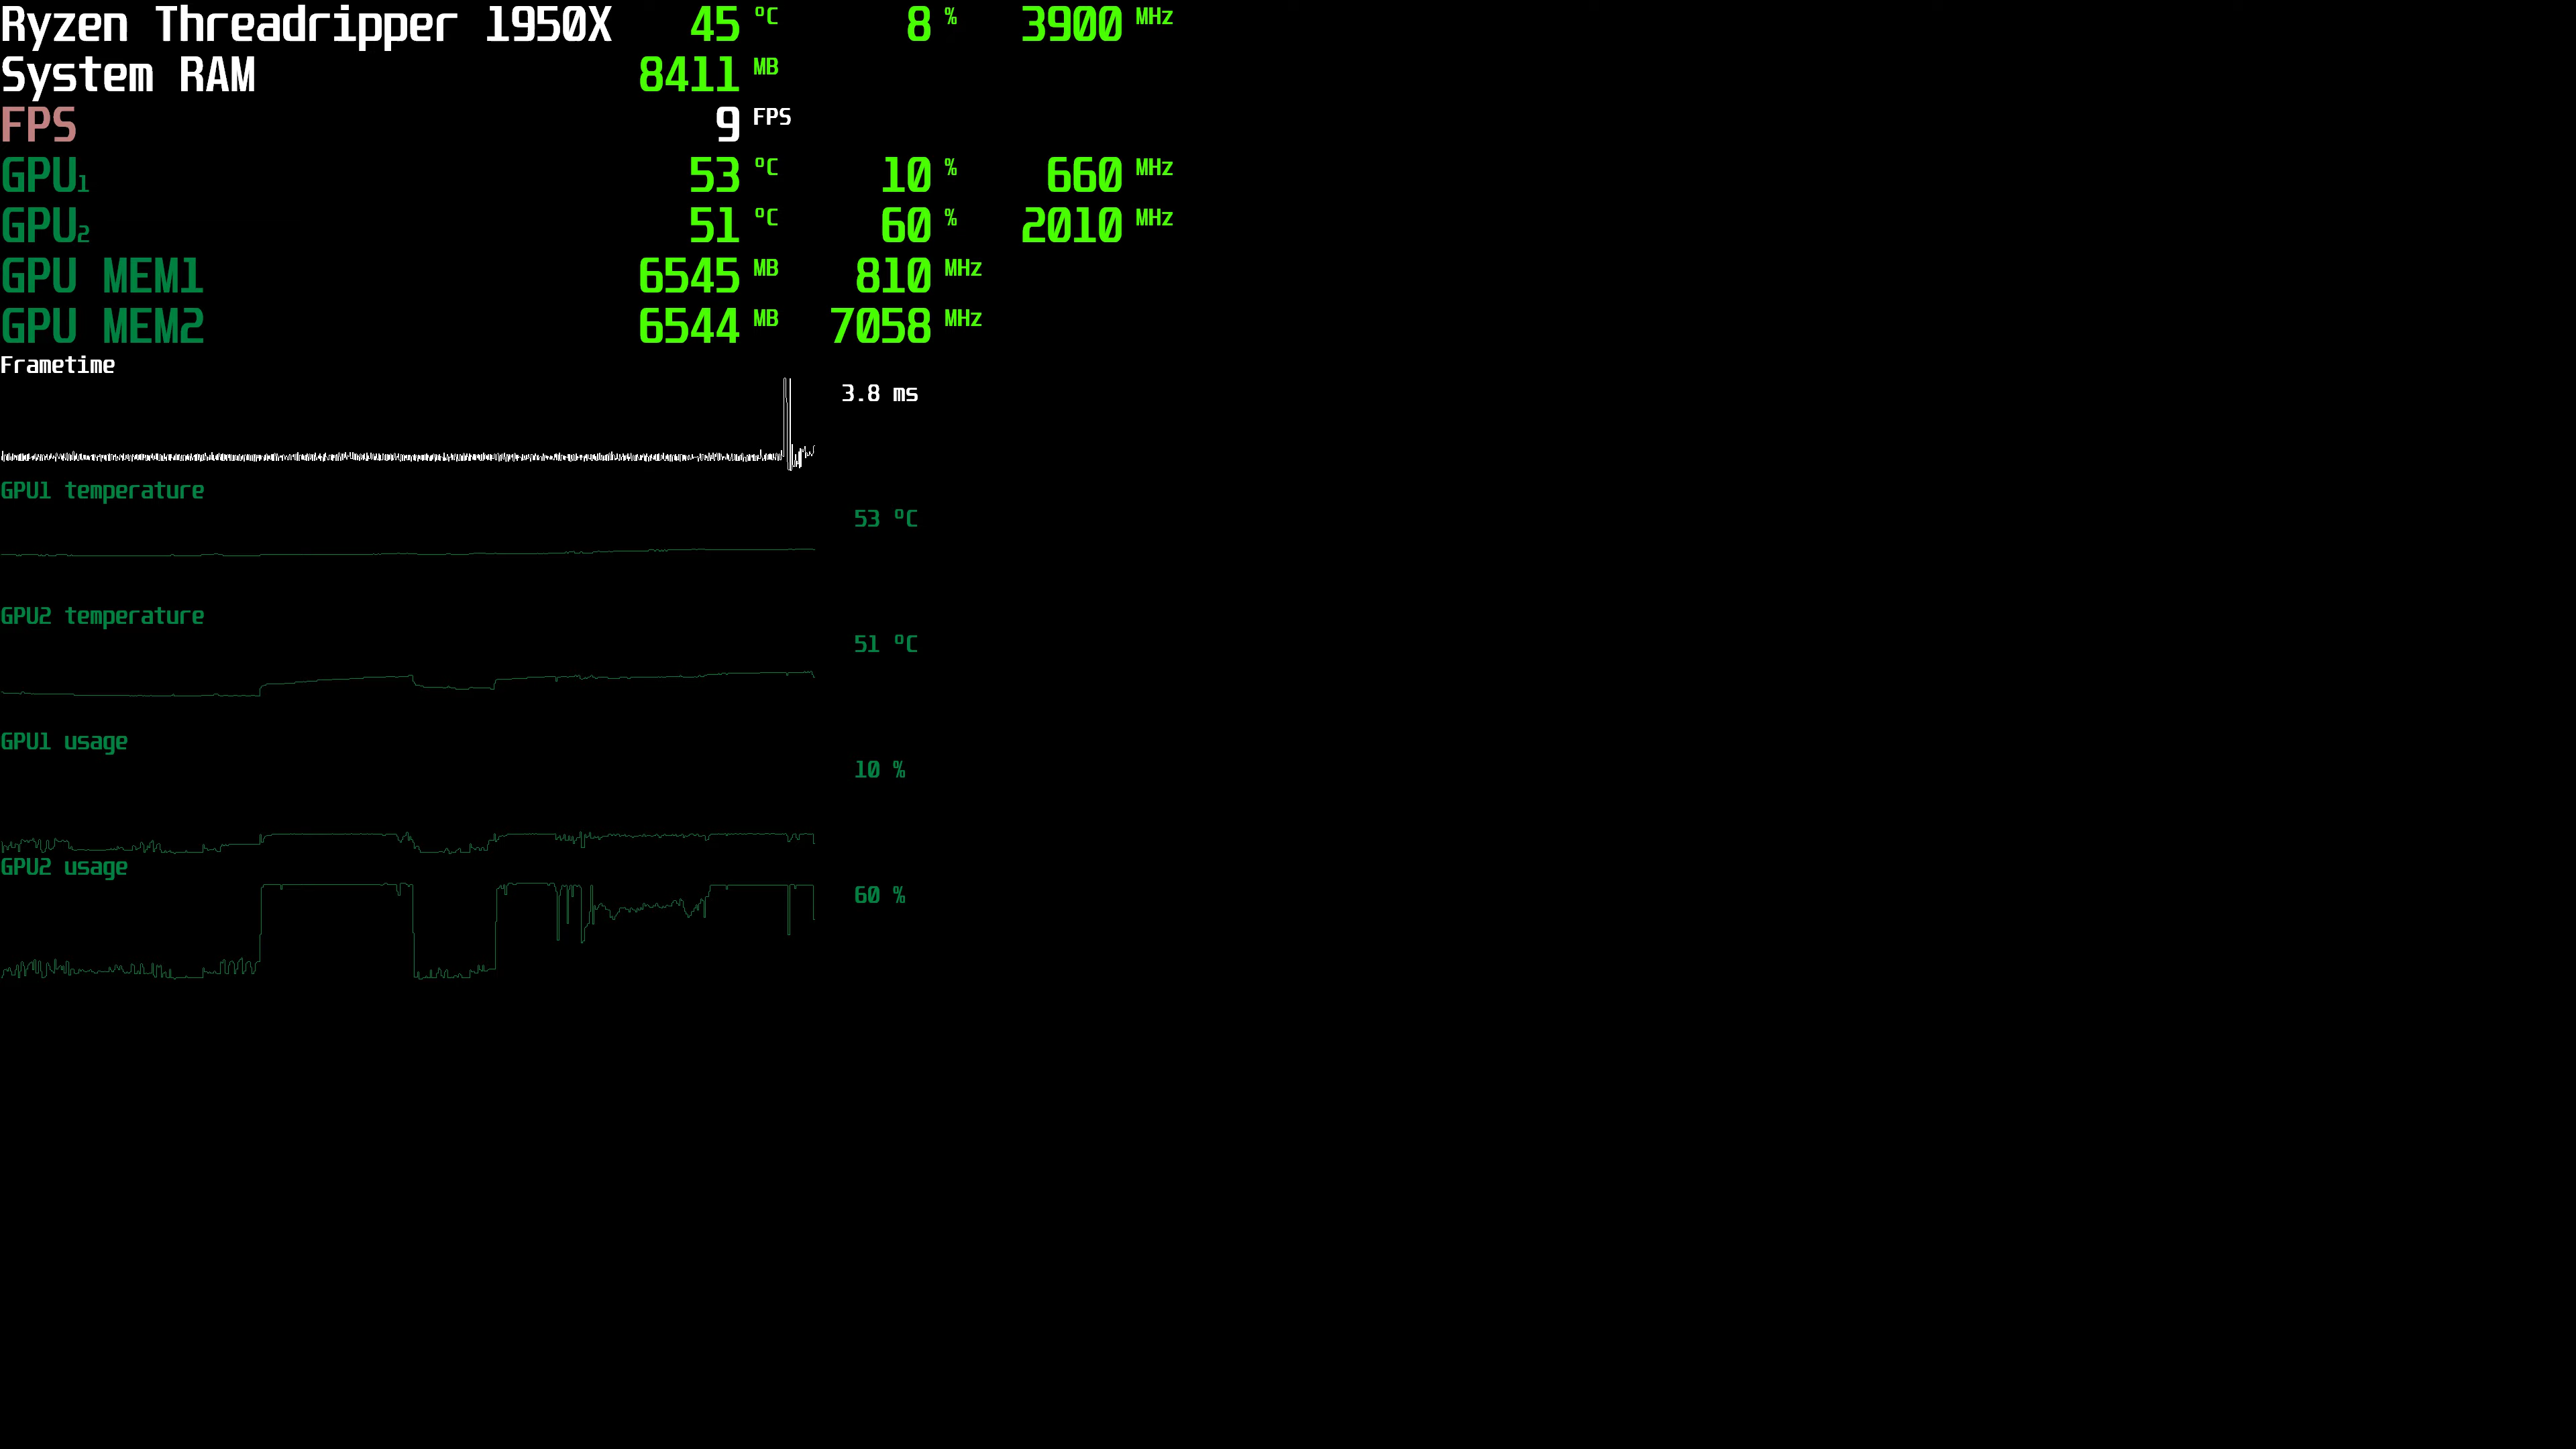 Ryzen Threadripper 1950X 45 °C 8 % 3900 MHz
System RAM 8411 MB
FPS 9 FPS
GPU1 53 °C 10 % 660 MHz
GPU2 51 °C 60 % 2010 MHz
GPU MEM1 6545 MB 810 MHz
GPU MEM2 6544 MB 7058 MHz
Frametime
3.8 ms
GPU1 temperature
53 °C
GPU2 temperature
51 °C
GPU1 usage
10 %
GPU2 usage
60 %